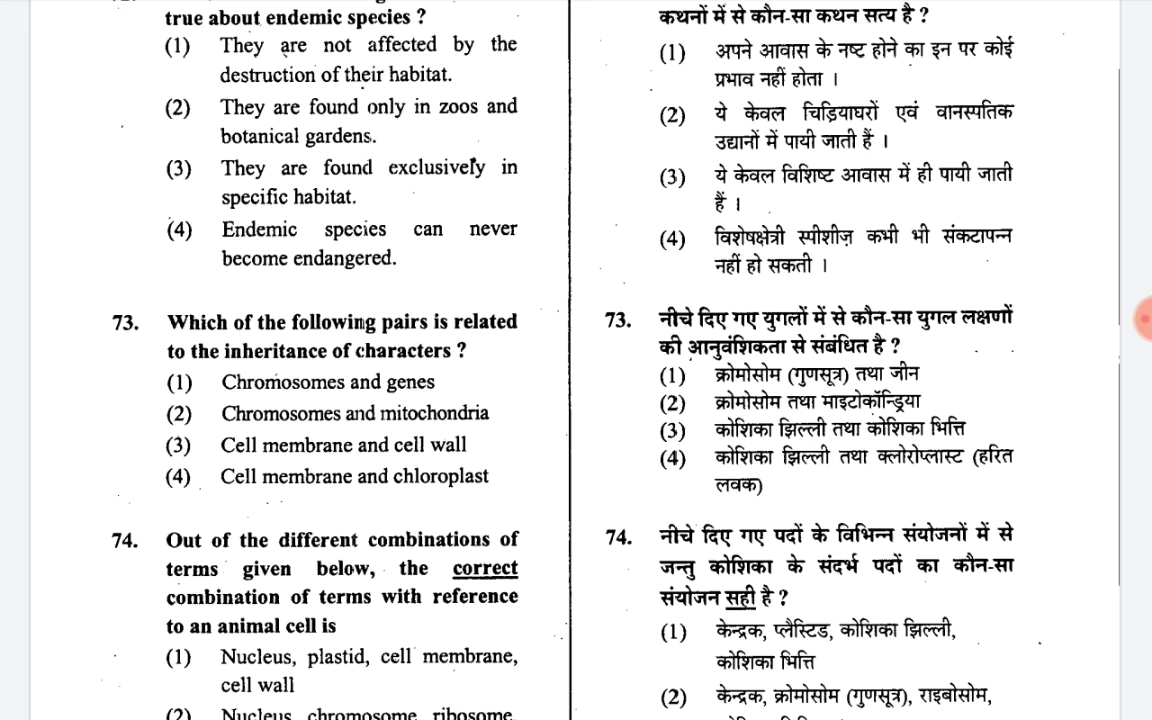 true about endemic species ?
(1) They are not affected by the
destruction of their habitat.
(2) They are found only in zoos and
botanical gardens.
(3) They are found exclusively in
specific habitat.
(4) Endemic species can never
become endangered.
73. Which of the following pairs is related
to the inheritance of characters ?
(1) Chromosomes and genes
(2) Chromosomes and mitochondria
(3) Cell membrane and cell wall
(4) Cell membrane and chloroplast
74. Out of the different combinations of
terms given below, the correct
combination of terms with reference
to an animal cell is
(1) Nucleus, plastid, cell membrane,
cell wall
(2) Nucleus, chromosome, ribosome,
कथनों में से कौन-सा कथन सत्य है ?
(1) अपने आवास के नष्ट होने का इन पर कोई
प्रभाव नहीं होता ।
(2) ये केवल चिड़ियाघरों एवं वानस्पतिक
उद्यानों में पायी जाती हैं ।
(3) ये केवल विशिष्ट आवास में ही पायी जाती
हैं ।
(4) विशेषक्षेत्री स्पीशीज़ कभी भी संकटापन्न
नहीं हो सकती ।
73. नीचे दिए गए युगलों में से कौन-सा युगल लक्षणों
की आनुवंशिकता से संबंधित है ?
(1) क्रोमोसोम (गुणसूत्र) तथा जीन
(2) क्रोमोसोम तथा माइटोकॉन्ड्रिया
(3) कोशिका झिल्ली तथा कोशिका भित्ति
(4) कोशिका झिल्ली तथा क्लोरोप्लास्ट (हरित
लवक)
74. नीचे दिए गए पदों के विभिन्न संयोजनों में से
जन्तु कोशिका के संदर्भ पदों का कौन-सा
संयोजन सही है ?
(1) केन्द्रक, प्लैस्टिड, कोशिका झिल्ली,
कोशिका भित्ति
(2) केन्द्रक, क्रोमोसोम (गुणसूत्र), राइबोसोम,